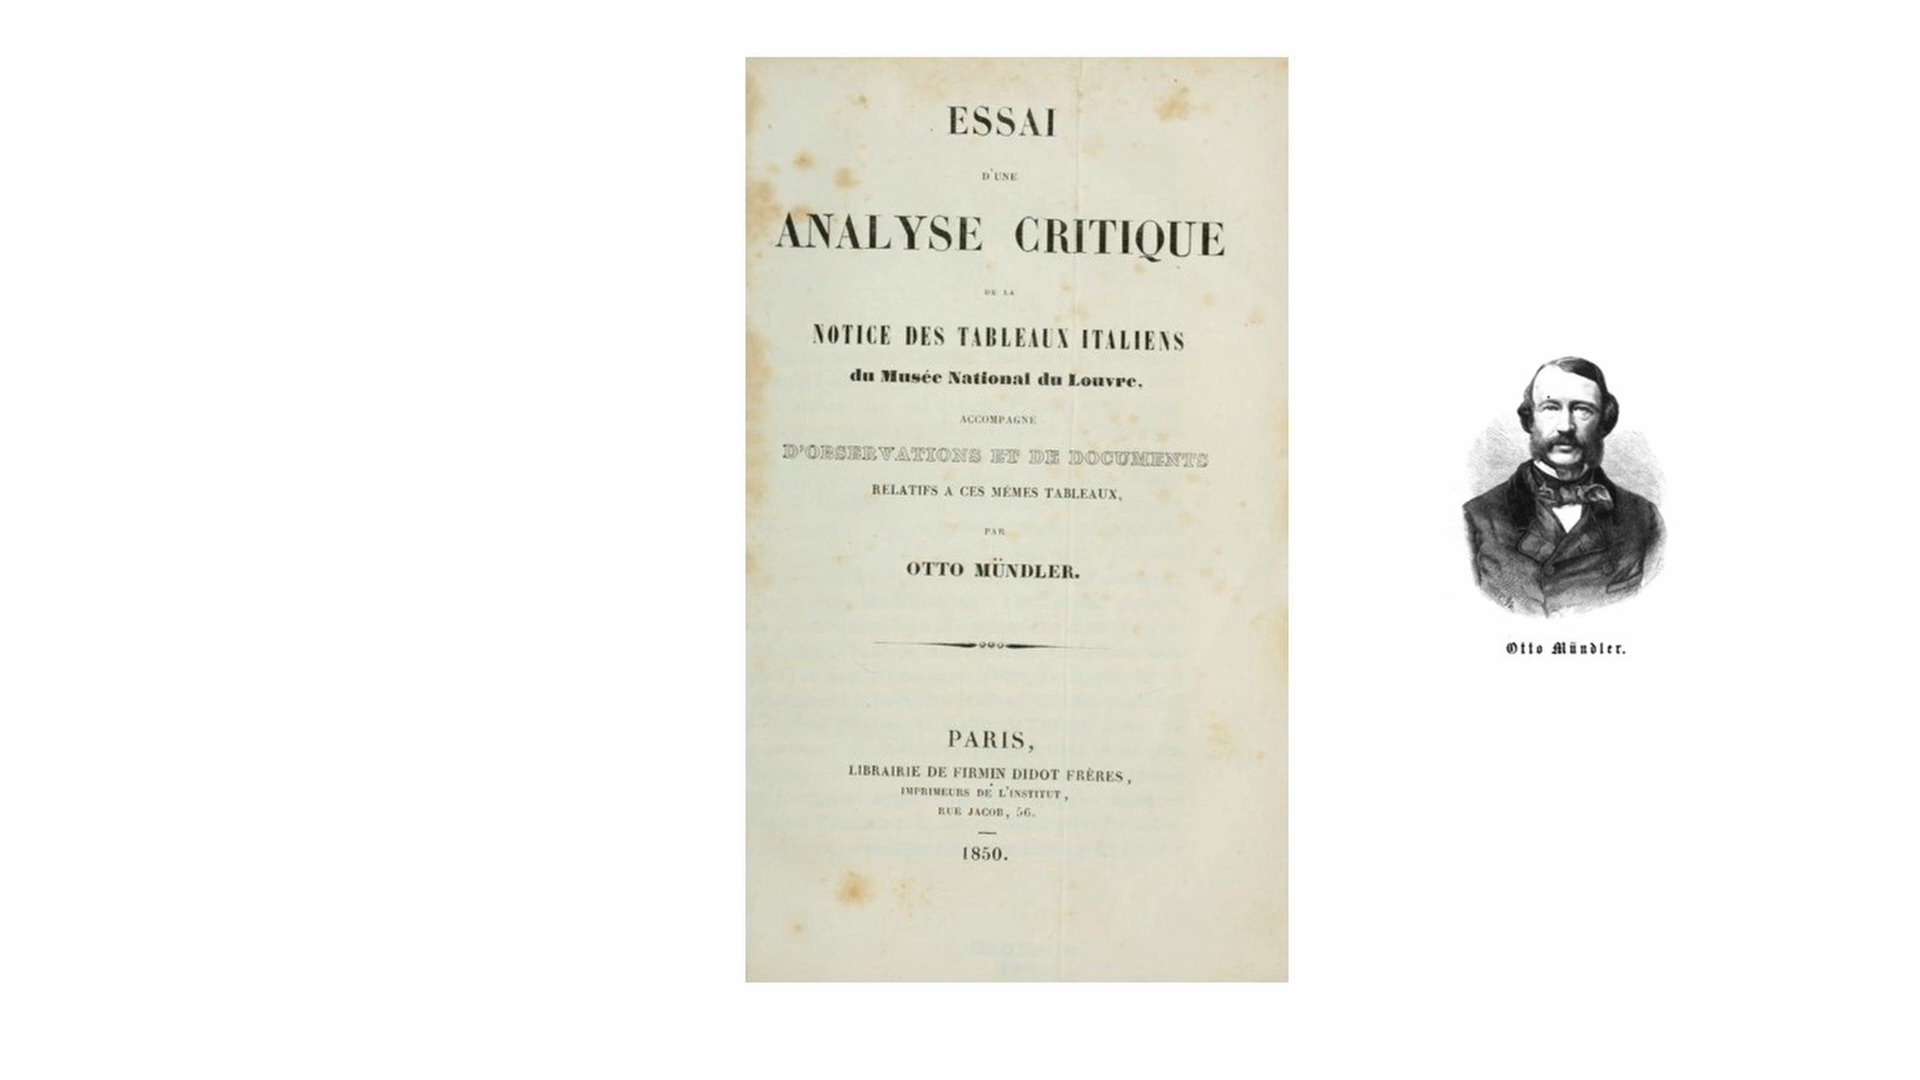 ESSAI
D'UNE
ANALYSE CRITIQUE
DE LA
NOTICE DES TABLEAUX ITALIENS
du Musée National du Louvre,
ACCOMPAGNÉ
D'OBSERVATIONS ET DE DOCUMENTS
RELATIFS A CES MÊMES TABLEAUX,
PAR
OTTO MÜNDLER.
PARIS,
LIBRAIRIE DE FIRMIN DIDOT FRÈRES,
IMPRIMEURS DE L'INSTITUT,
RUE JACOB, 56.
1850.
Otto Mündler.